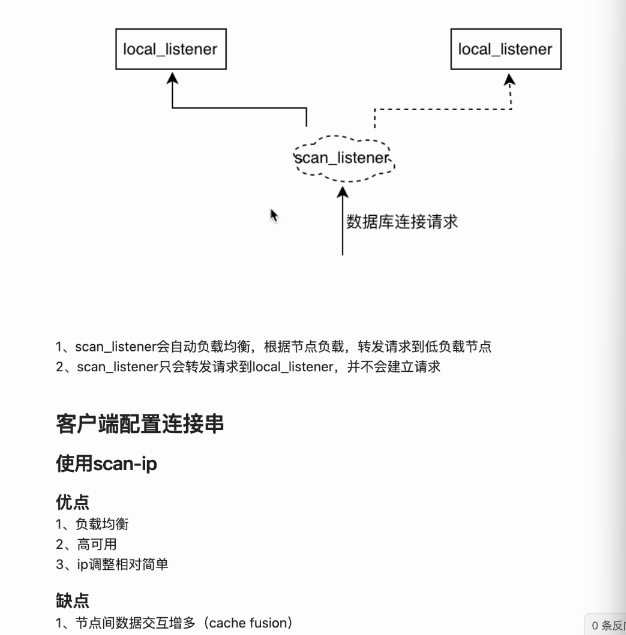 local_listener
local_listener
scan_listener
数据库连接请求
1、scan_listener会自动负载均衡，根据节点负载，转发请求到低负载节点
2、scan_listener只会转发请求到local_listener，并不会建立请求
客户端配置连接串
使用scan-ip
优点
1、负载均衡
2、高可用
3、ip调整相对简单
缺点
1、节点间数据交互增多（cache fusion）
0 条反